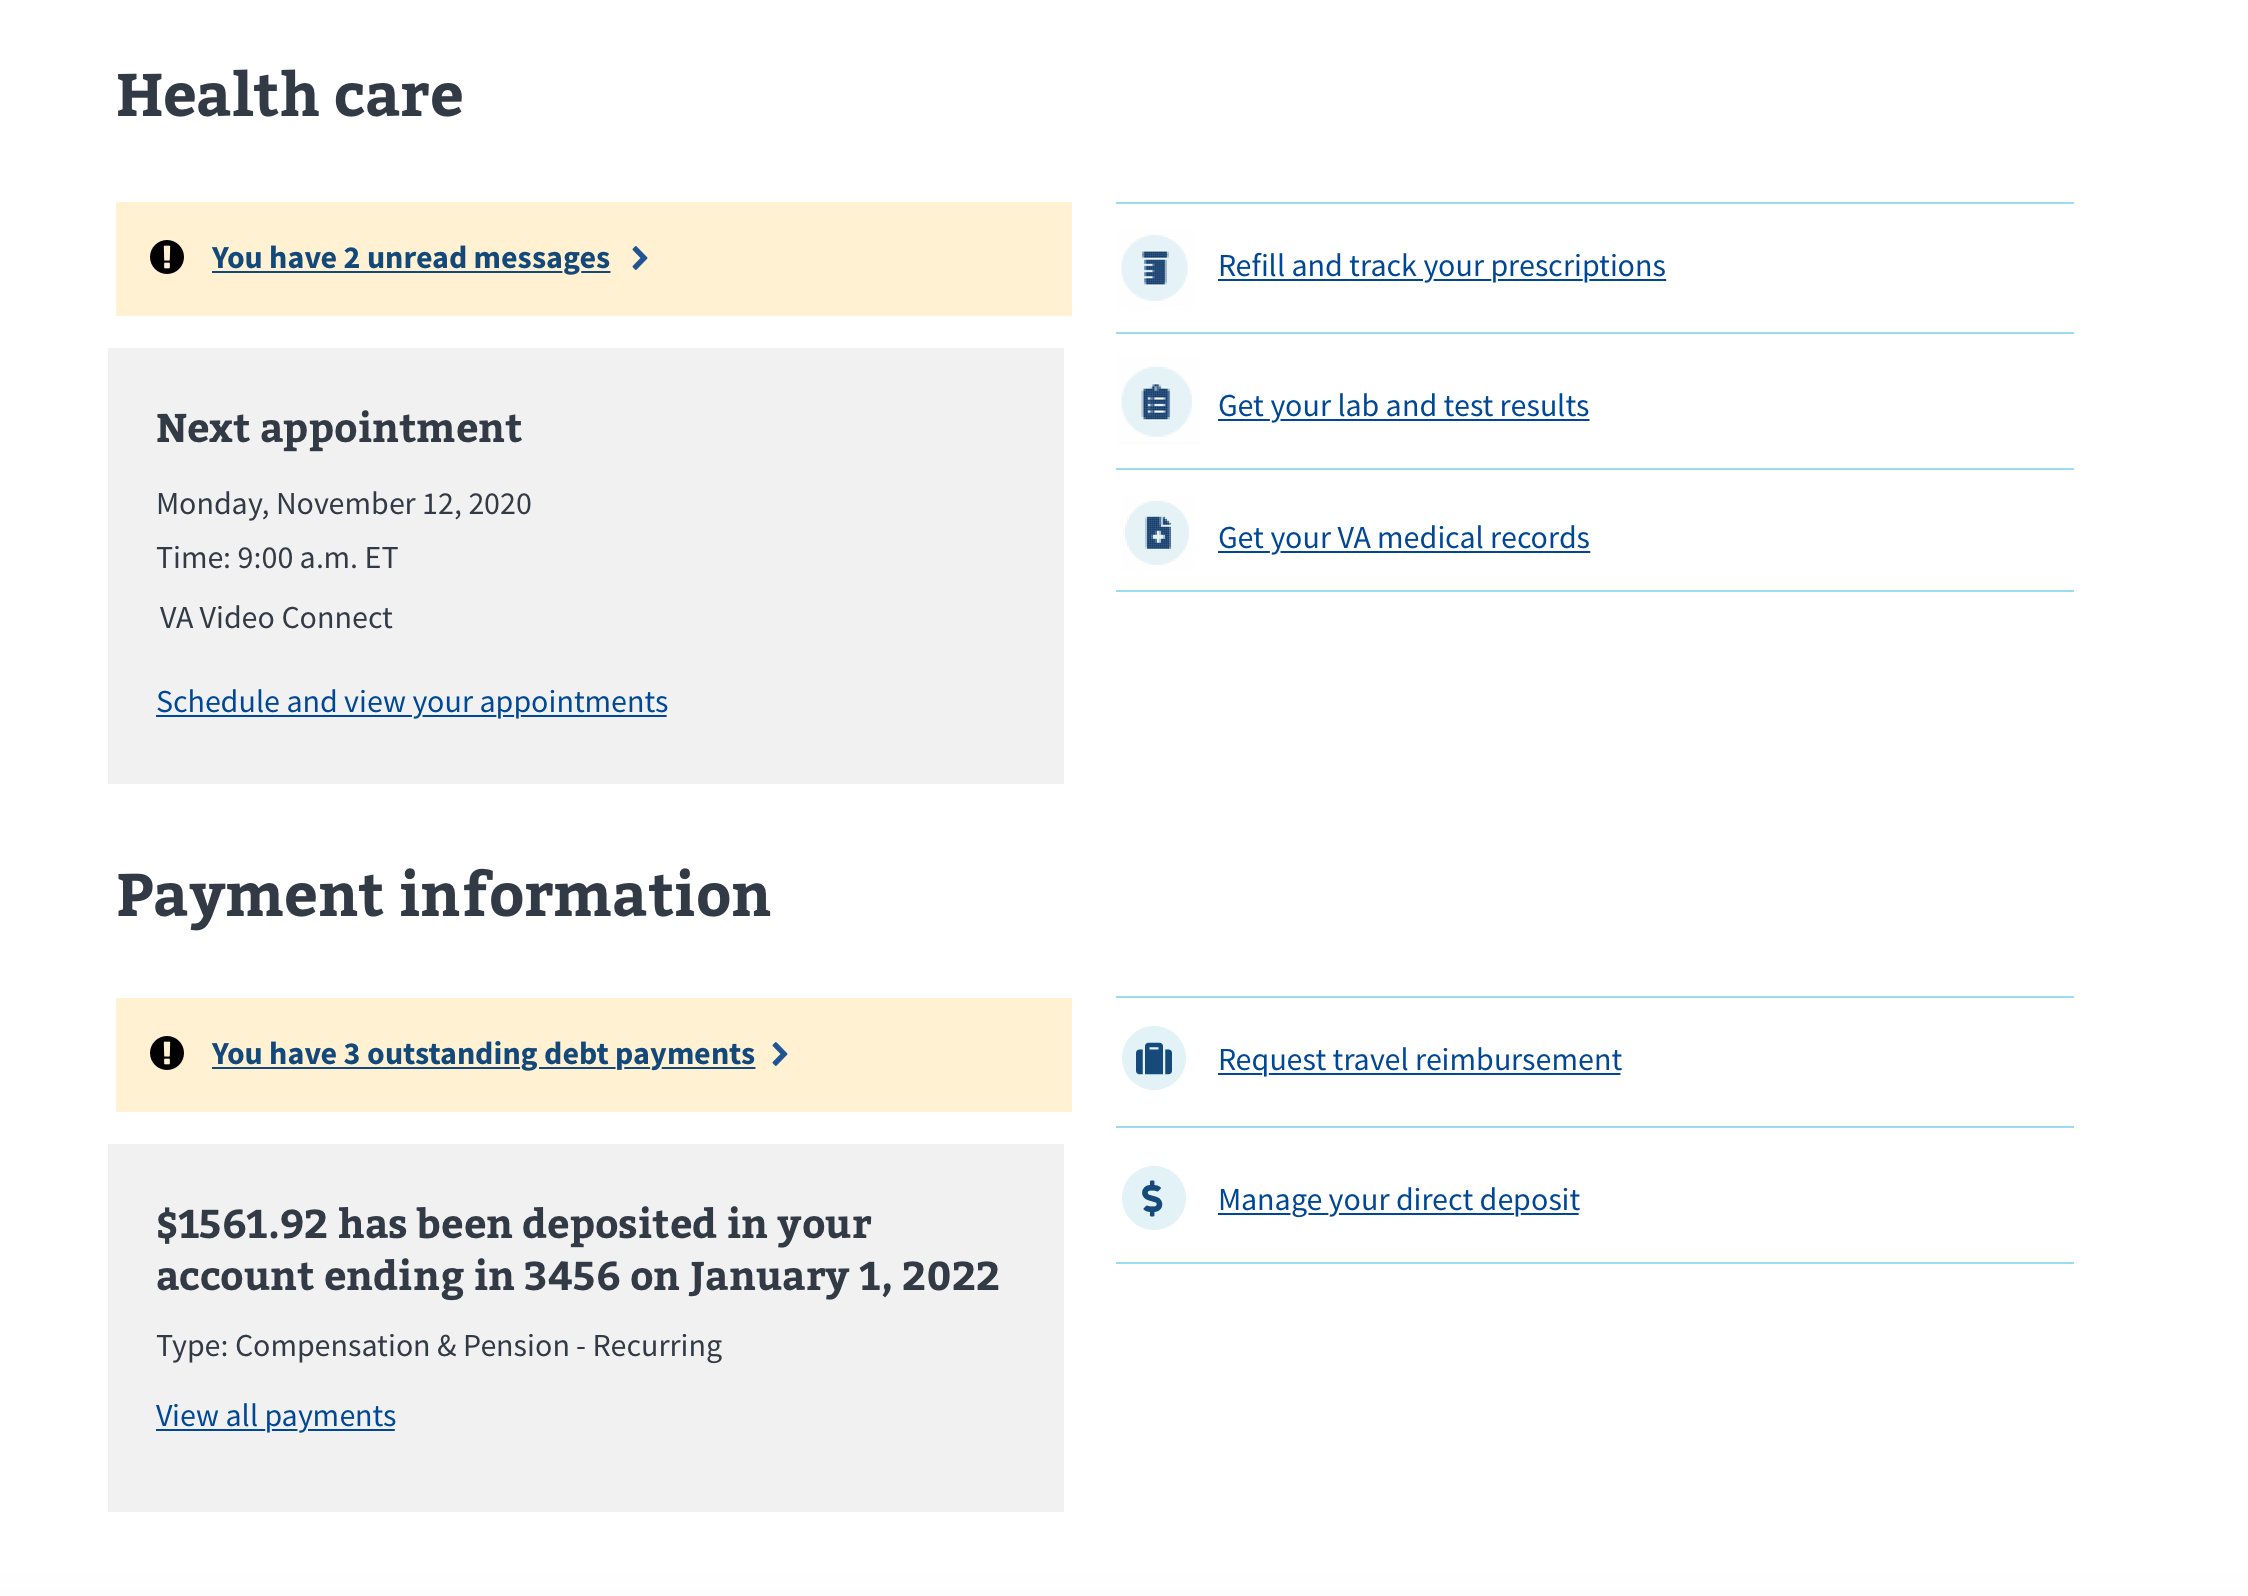 Health care
You have 2 unread messages
Next appointment
Monday, November 12, 2020
Time: 9:00 a.m. ET
VA Video Connect
Schedule and view your appointments
Refill and track your prescriptions
Get your lab and test results
Get your VA medical records
Payment information
You have 3 outstanding debt payments
$1561.92 has been deposited in your
account ending in 3456 on January 1, 2022
Type: Compensation & Pension - Recurring
View all payments
Request travel reimbursement
Manage your direct deposit